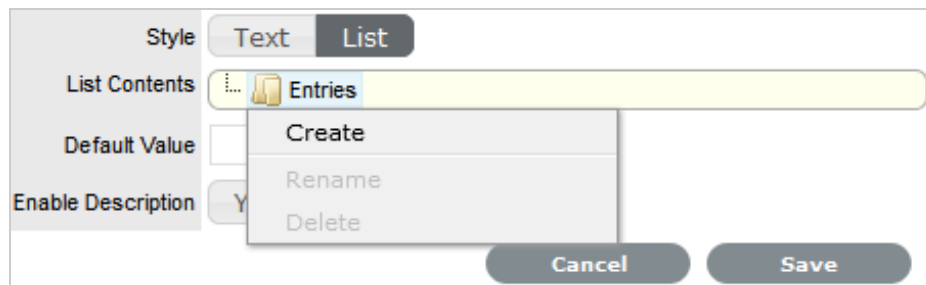 Style Text List
List Contents Entries
Create
Default Value
Rename
Enable Description Y
Delete
Cancel Save